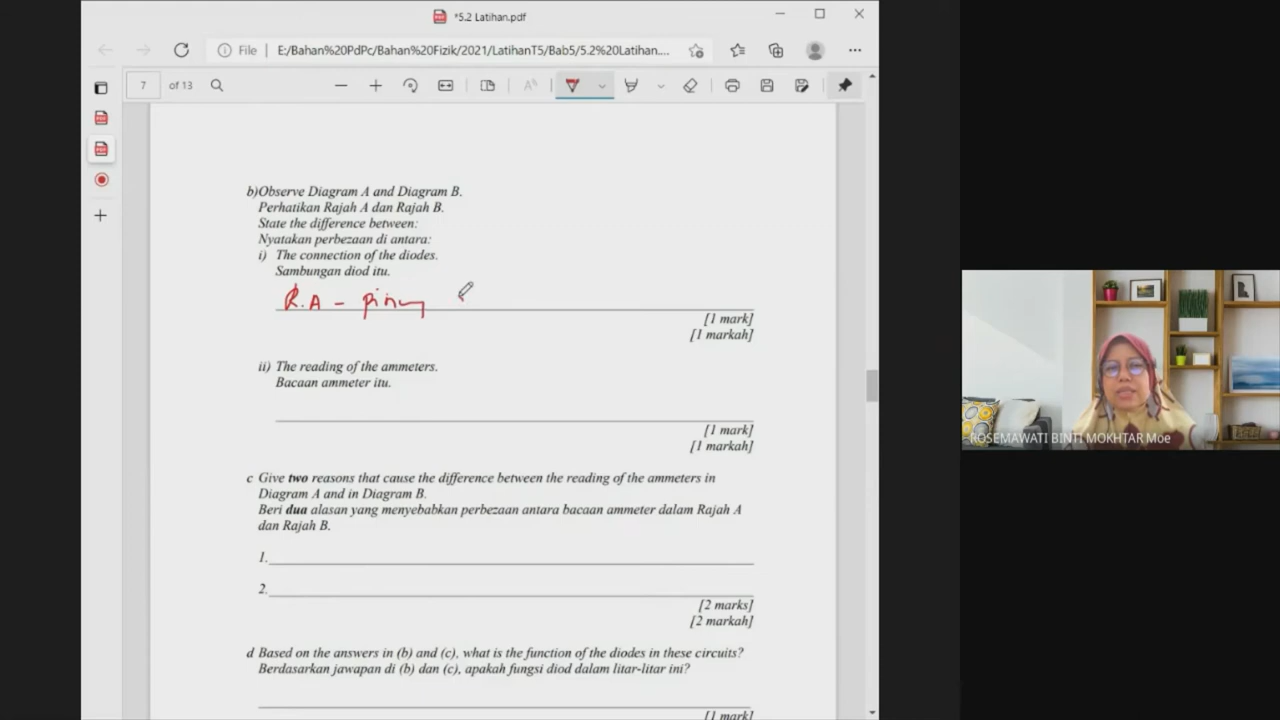 *5.2 Latihan.pdf
File | E:/Bahan%20PdPc/Bahan%20Fizik/2021/LatihanT5/Bab5/5.2%20Latihan....
7 of 13
b)Observe Diagram A and Diagram B.
Perhatikan Rajah A dan Rajah B.
State the difference between:
Nyatakan perbezaan di antara:
i) The connection of the diodes.
Sambungan diod itu.
R.A -
[1 mark]
[1 markah]
ii) The reading of the ammeters.
Bacaan ammeter itu.
[1 mark]
[1 markah]
c Give two reasons that cause the difference between the reading of the ammeters in
Diagram A and in Diagram B.
Beri dua alasan yang menyebabkan perbezaan antara bacaan ammeter dalam Rajah A
dan Rajah B.
1.
2.
[2 marks]
[2 markah]
d Based on the answers in (b) and (c), what is the function of the diodes in these circuits?
Berdasarkan jawapan di (b) dan (c), apakah fungsi diod dalam litar-litar ini?
[1 mark]
ROSEMAWATI BINTI MOKHTAR Moe